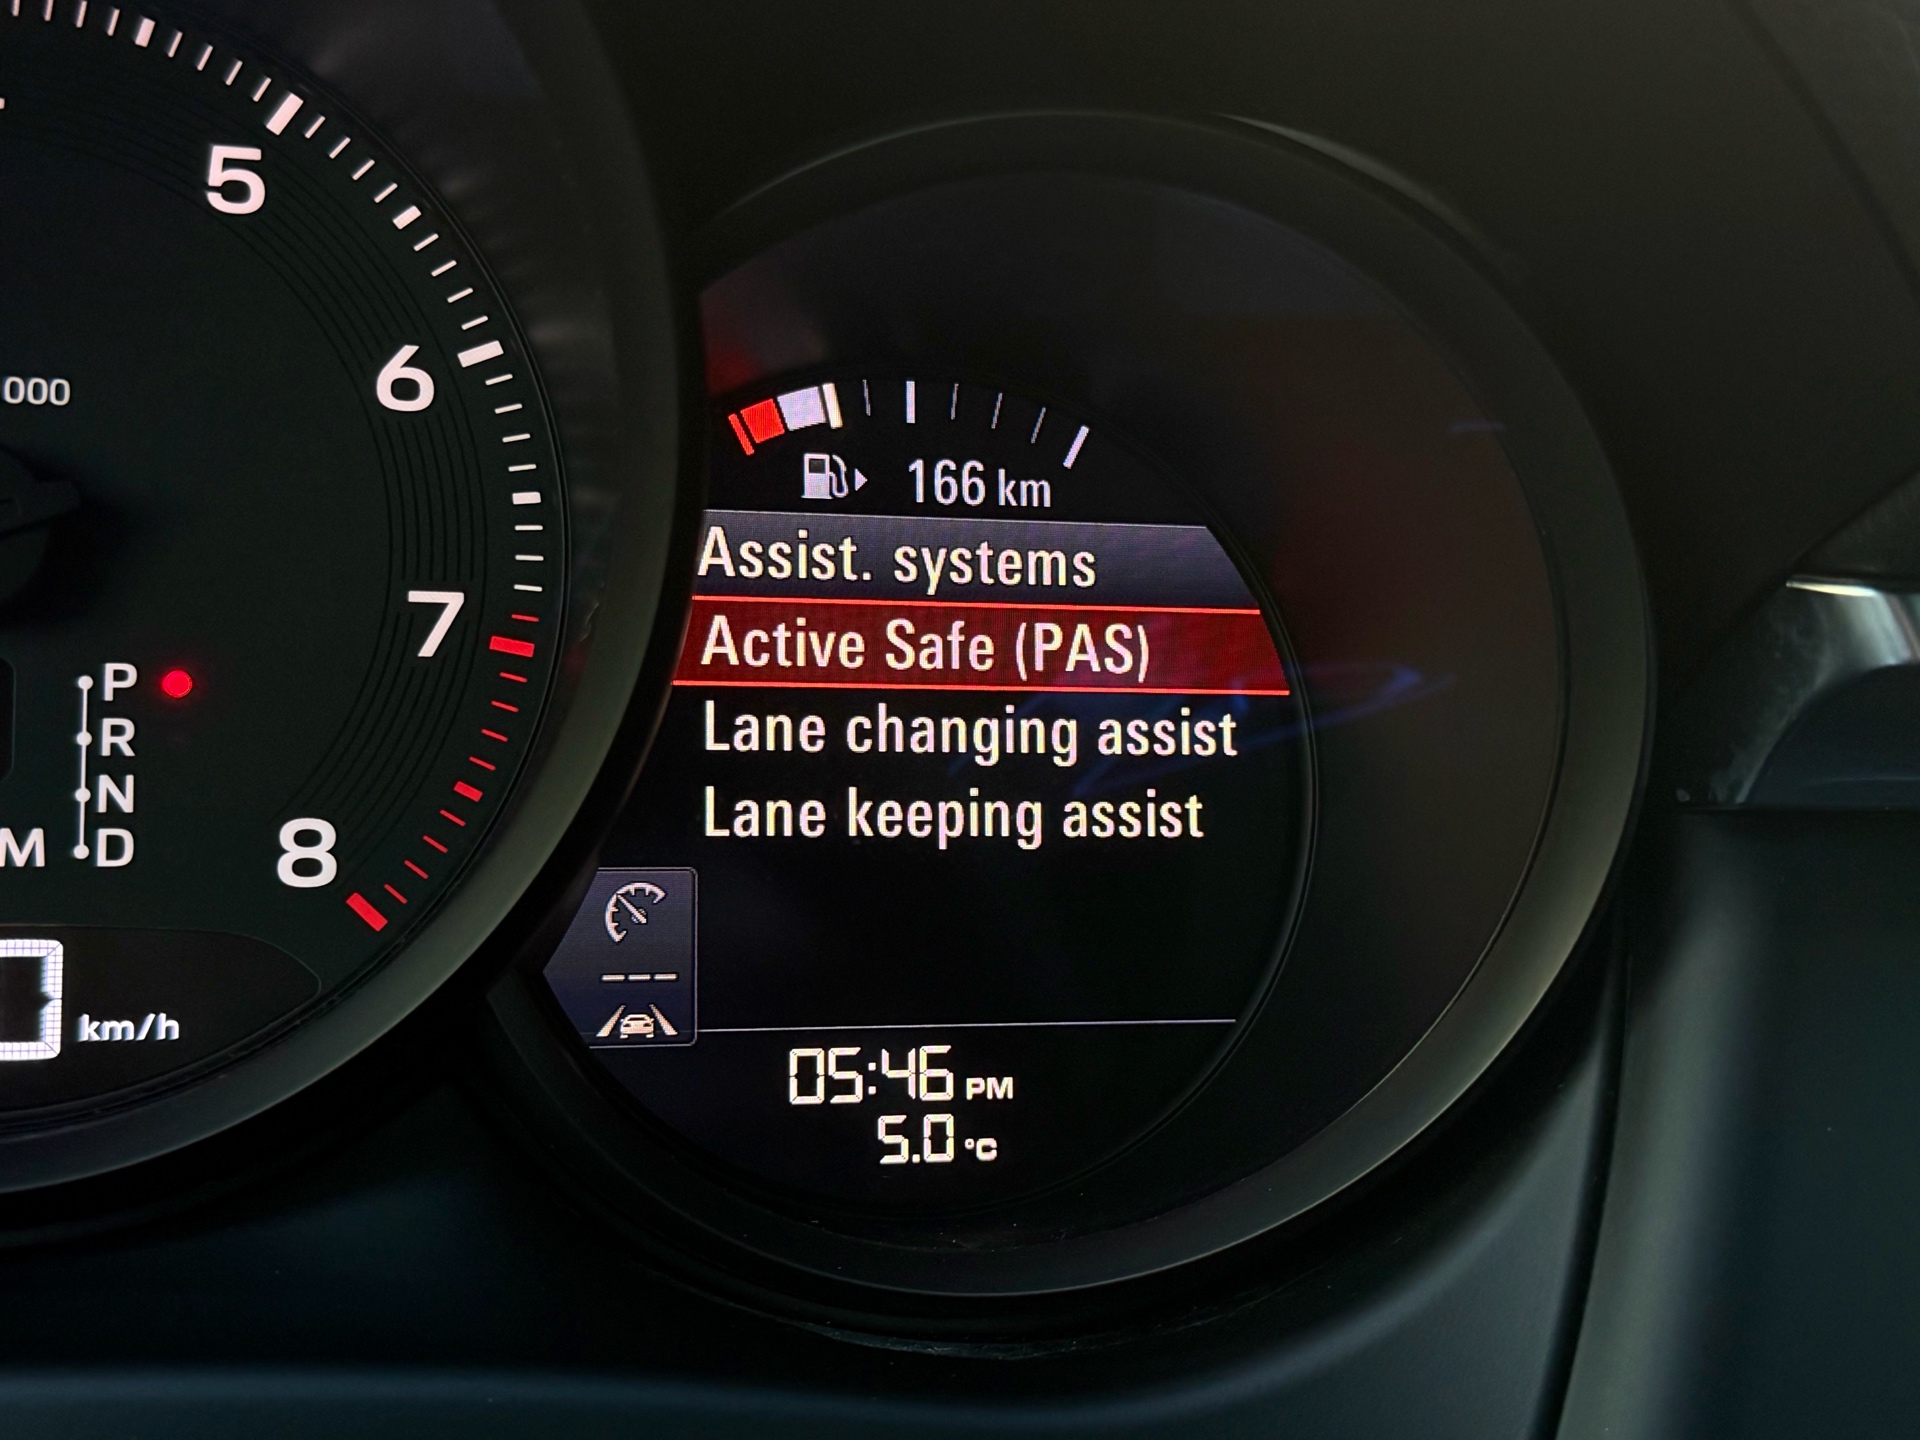 5
6
000
7
8
P
R
N
M D
km/h
166 km
Assist. systems
Active Safe (PAS)
Lane changing assist
Lane keeping assist
05:46 PM
5.0 °C